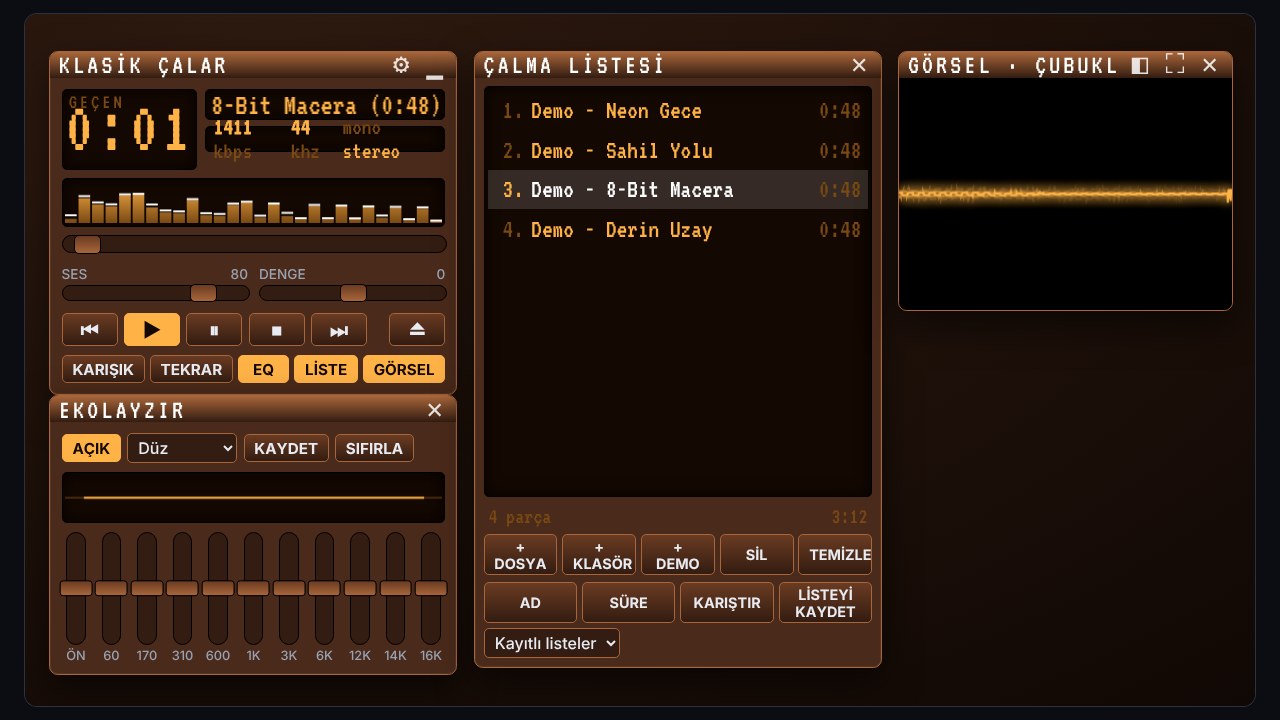 KLASİK ÇALAR
GEÇEN
0:01
8-Bit Macera (0:48)
1411 kbps 44 khz mono stereo
SES 80 DENGE 0
KARIŞIK TEKRAR EQ LİSTE GÖRSEL
EKOLAYZIR
AÇIK Düz KAYDET SIFIRLA
ÖN 60 170 310 600 1K 3K 6K 12K 14K 16K
ÇALMA LİSTESİ
1. Demo - Neon Gece 0:48
2. Demo - Sahil Yolu 0:48
3. Demo - 8-Bit Macera 0:48
4. Demo - Derin Uzay 0:48
4 parça 3:12
+ DOSYA + KLASÖR + DEMO SİL TEMİZLE
AD SÜRE KARIŞTIR LİSTEYİ KAYDET
Kayıtlı listeler
GÖRSEL · ÇUBUKL